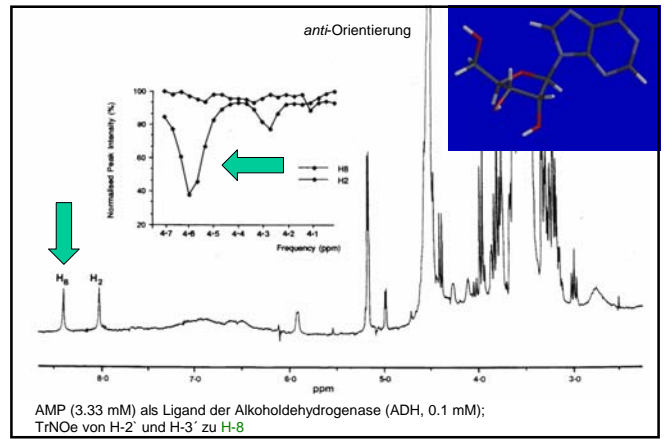 anti-Orientierung
Normalised Peak Intensity (%)
100
80
60
40
20
4·7 4·6 4·5 4·4 4·3 4·2 4·1
Frequency (ppm)
H8
H2
H8 H2
8·0 7·0 6·0 5·0 4·0 3·0
ppm
AMP (3.33 mM) als Ligand der Alkoholdehydrogenase (ADH, 0.1 mM);
TrNOe von H-2` und H-3´ zu H-8